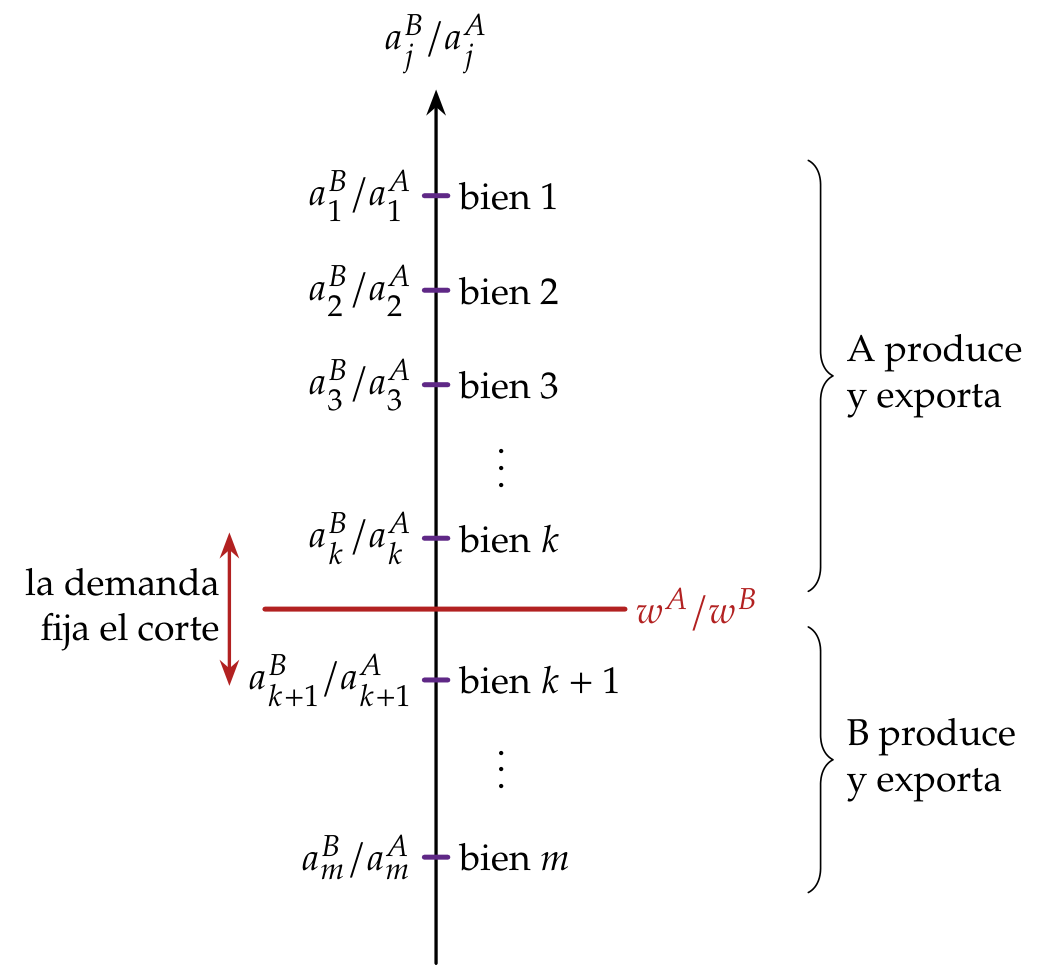 a_j^B/a_j^A
a_1^B/a_1^A bien 1
a_2^B/a_2^A bien 2
a_3^B/a_3^A bien 3
⋮
A produce
y exporta
a_k^B/a_k^A bien k
la demanda
fija el corte
w^A/w^B
a_{k+1}^B/a_{k+1}^A bien k + 1
⋮
B produce
y exporta
a_m^B/a_m^A bien m